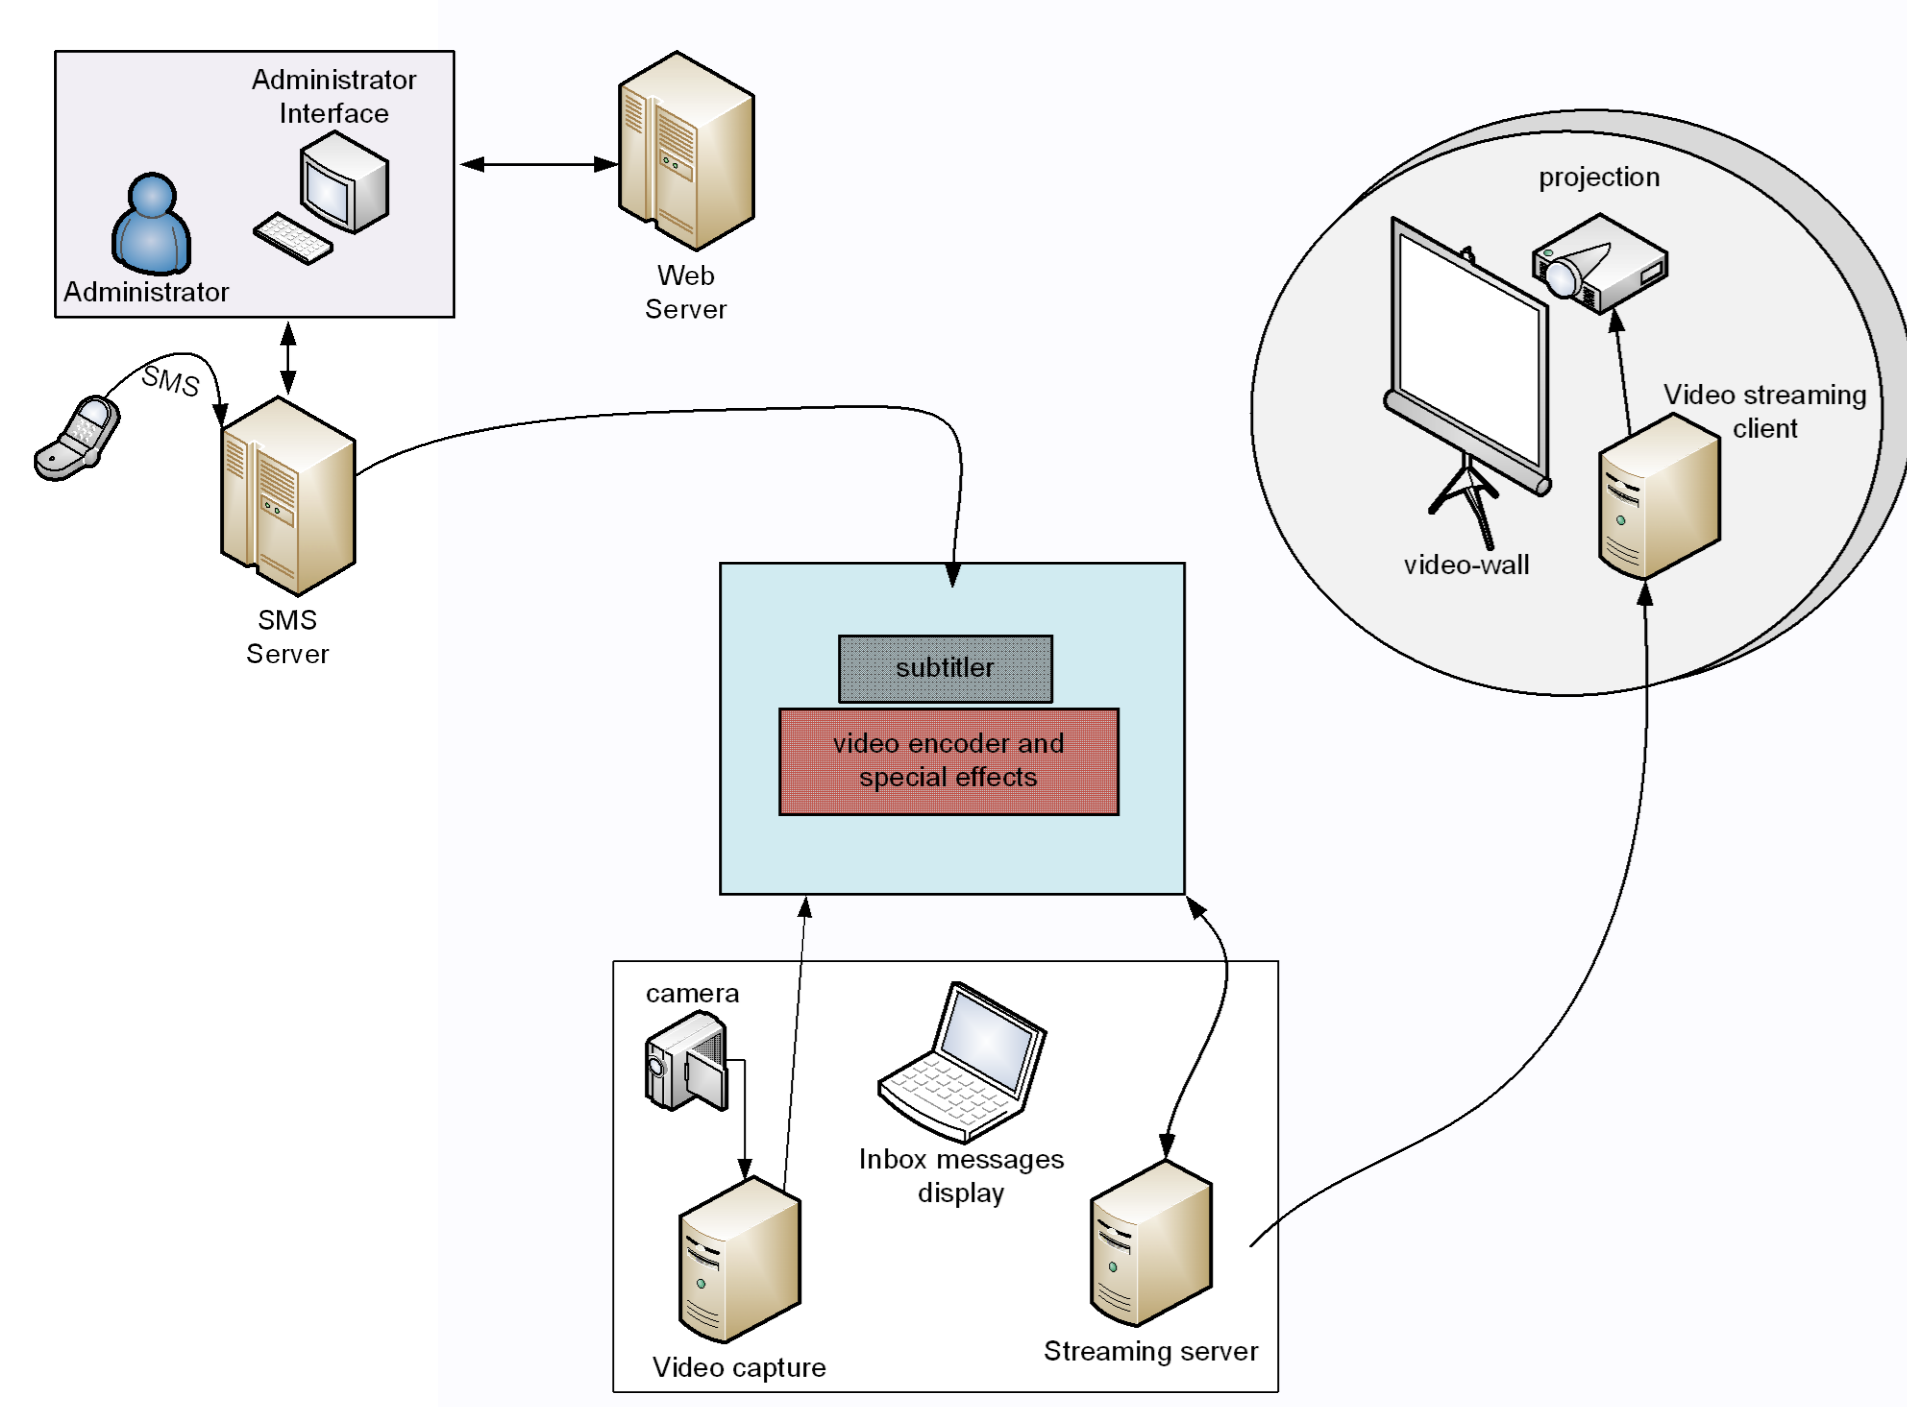 Administrator
Interface
Administrator
Web
Server
SMS
SMS
Server
projection
Video streaming
client
video-wall
subtitler
video encoder and
special effects
camera
Inbox messages
display
Video capture
Streaming server